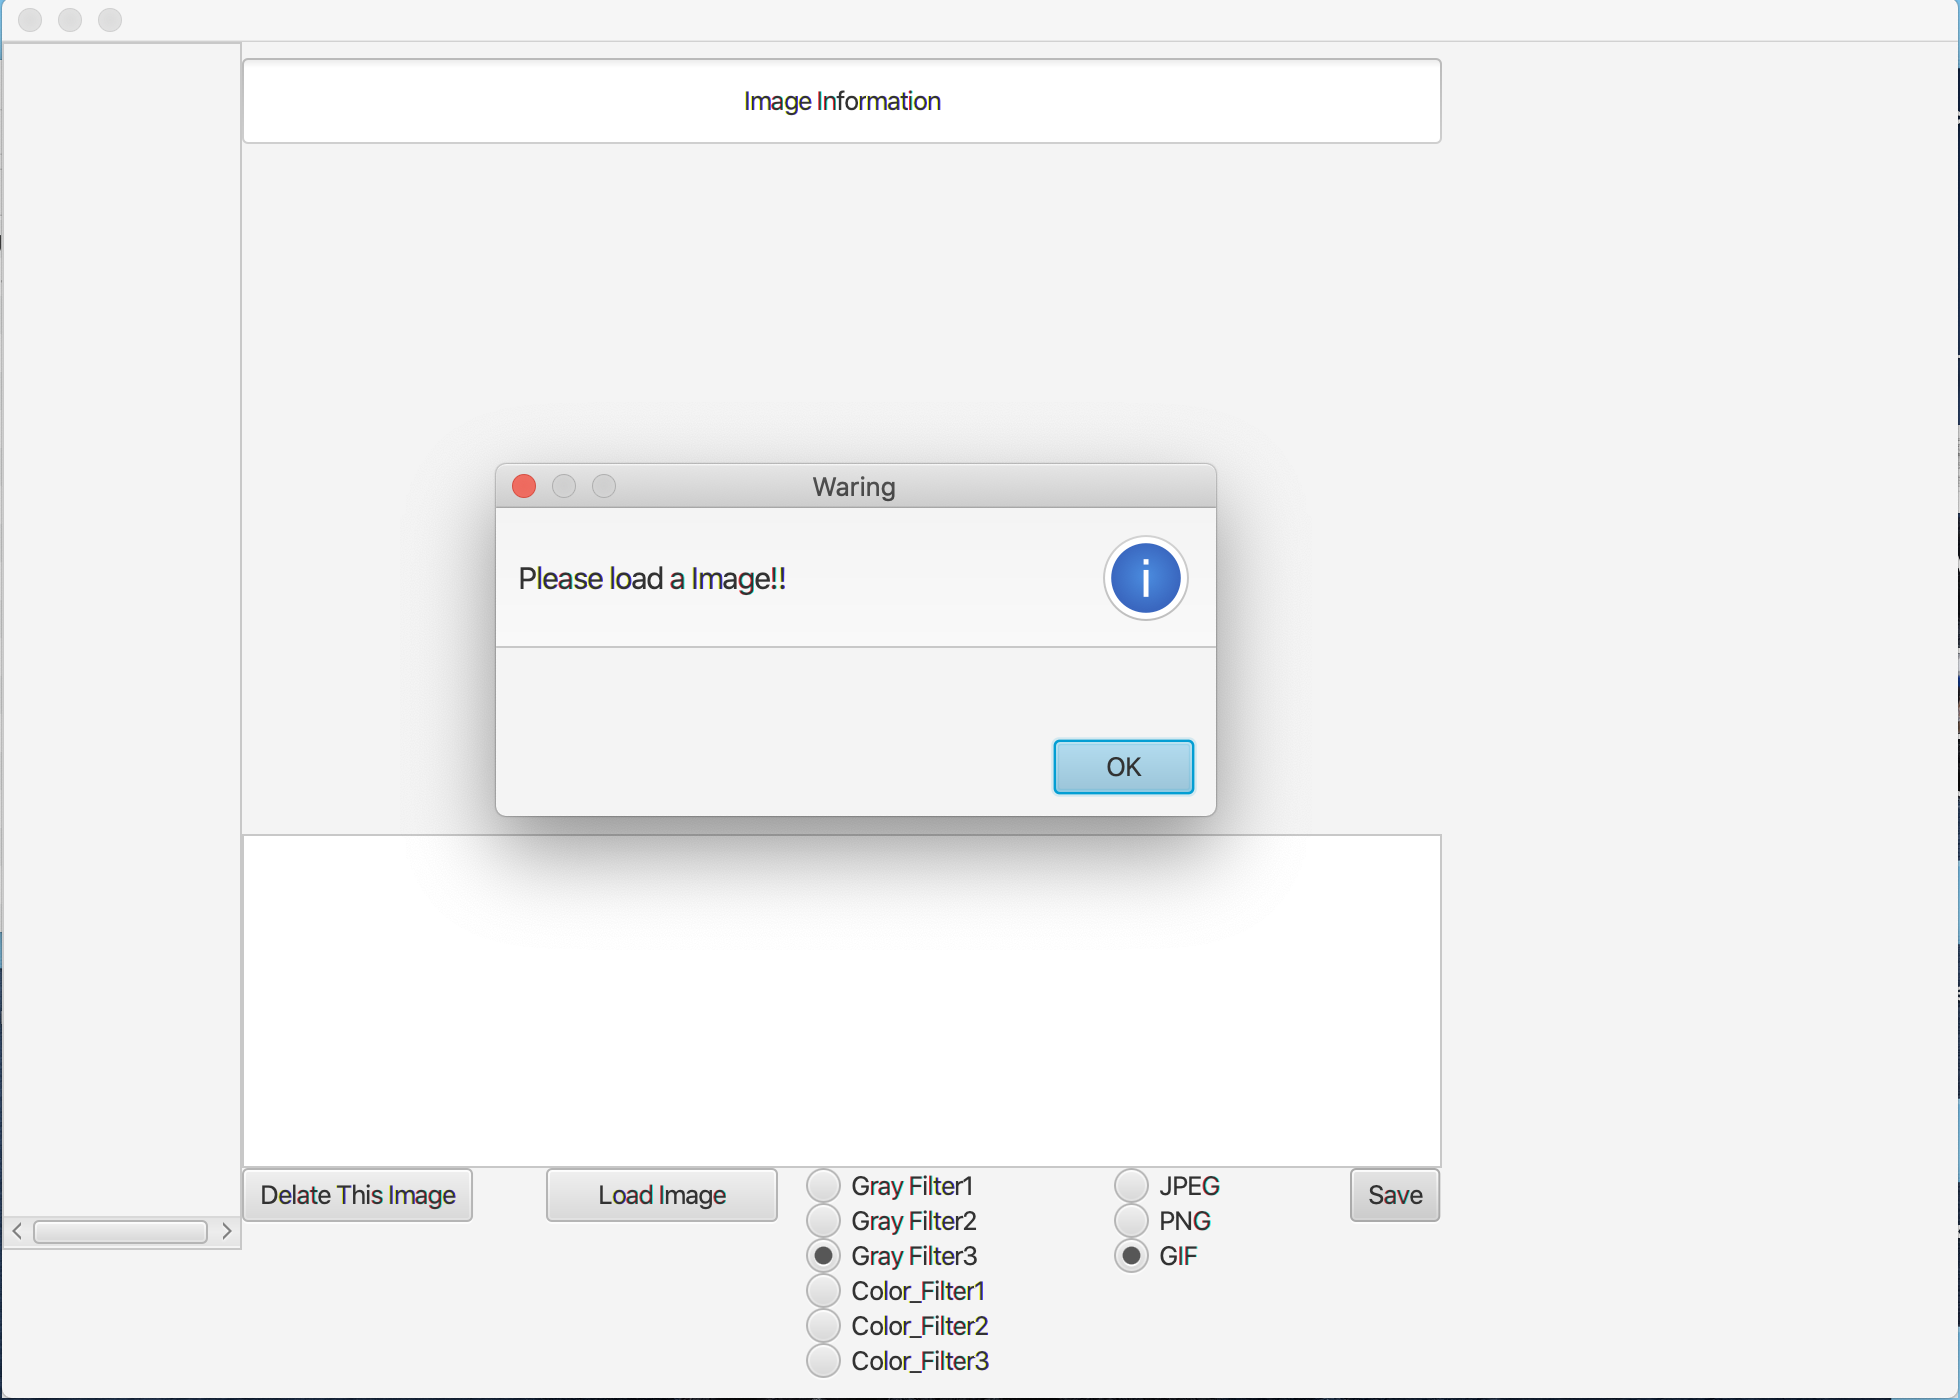 Image Information
Waring
Please load a Image!!
OK
Delate This Image
Load Image
Gray Filter1
Gray Filter2
Gray Filter3
Color_Filter1
Color_Filter2
Color_Filter3
JPEG
PNG
GIF
Save